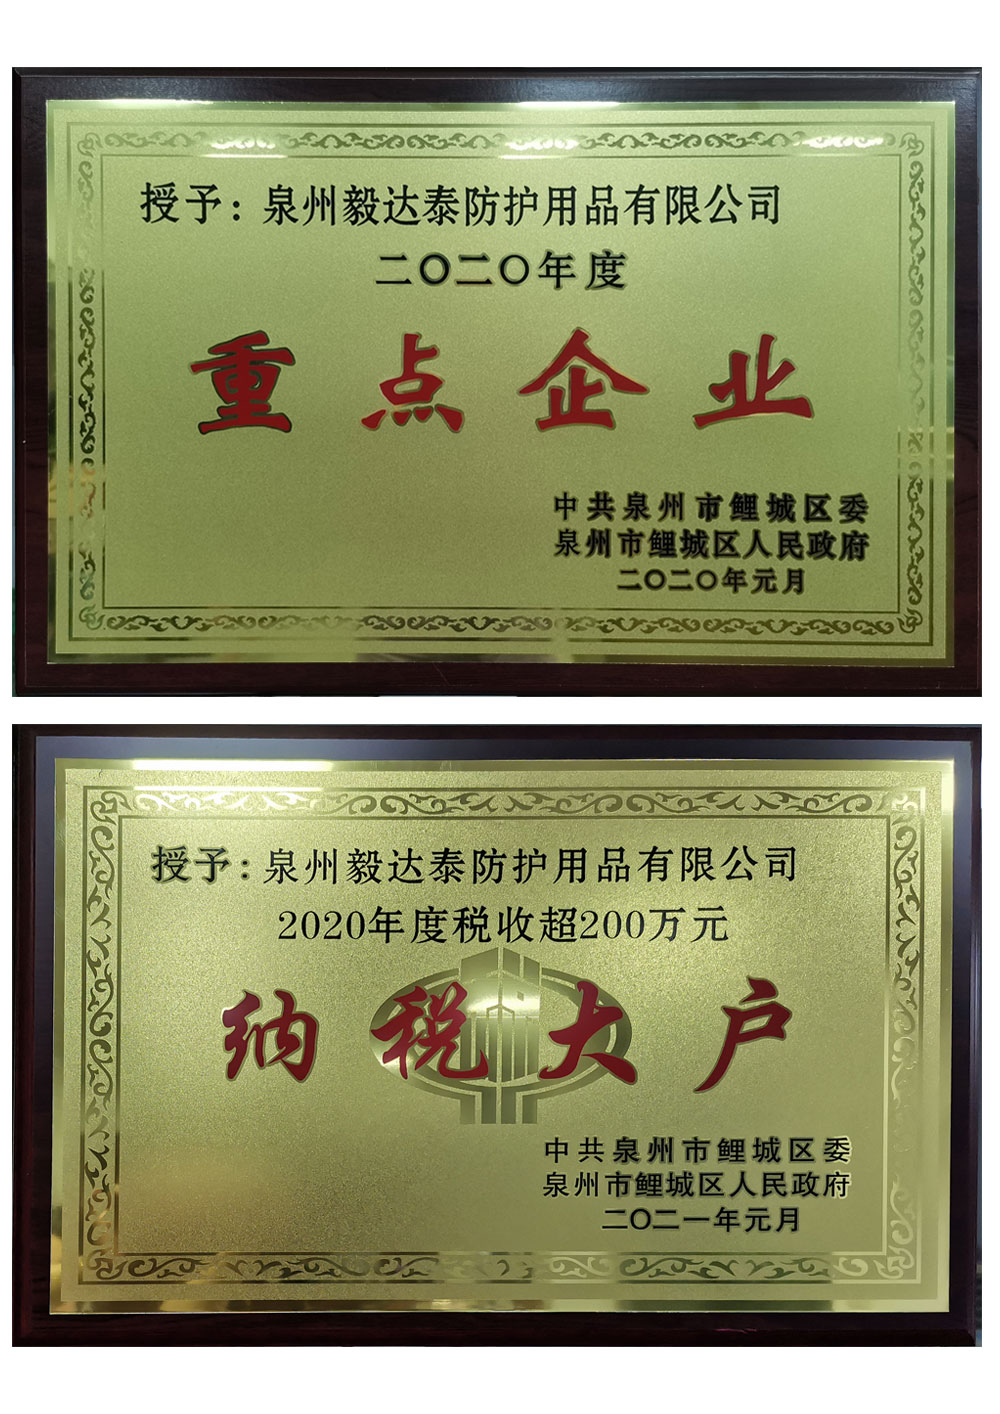 授予：泉州毅达泰防护用品有限公司
二〇二〇年度
重点企业
中共泉州市鲤城区委
泉州市鲤城区人民政府
二〇二〇年元月
授予：泉州毅达泰防护用品有限公司
2020年度税收超200万元
纳税大户
中共泉州市鲤城区委
泉州市鲤城区人民政府
二〇二一年元月